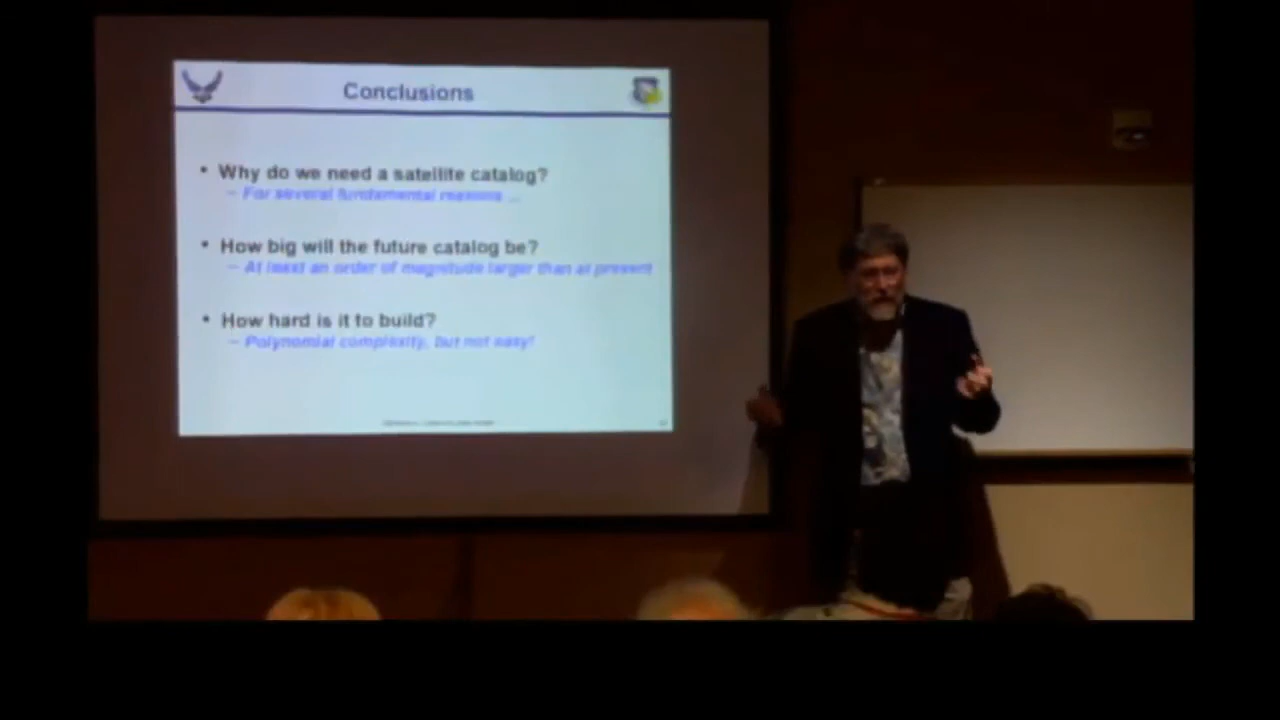 Conclusions
• Why do we need a satellite catalog?
– For several fundamental reasons ...
• How big will the future catalog be?
– At least an order of magnitude larger than at present
• How hard is it to build?
– Polynomial complexity, but not easy!